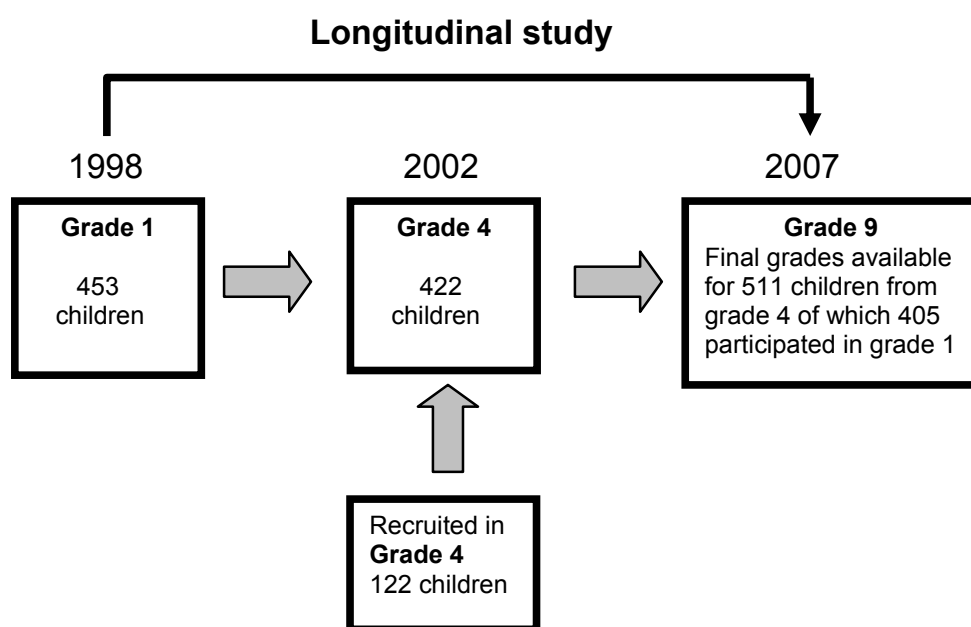 Longitudinal study
1998
2002
2007
Grade 1
453
children
Grade 4
422
children
Grade 9
Final grades available
for 511 children from
grade 4 of which 405
participated in grade 1
Recruited in
Grade 4
122 children